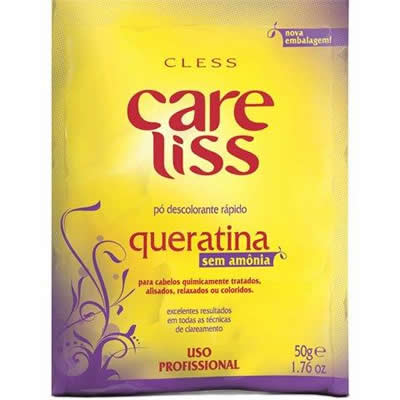 nova
embalagem!
CLESS
care
liss
pó descolorante rápido
queratina
sem amônia
para cabelos quimicamente tratados,
alisados, relaxados ou coloridos.
excelentes resultados
em todas as técnicas
de clareamento
USO
PROFISSIONAL
50g e
1.76 oz